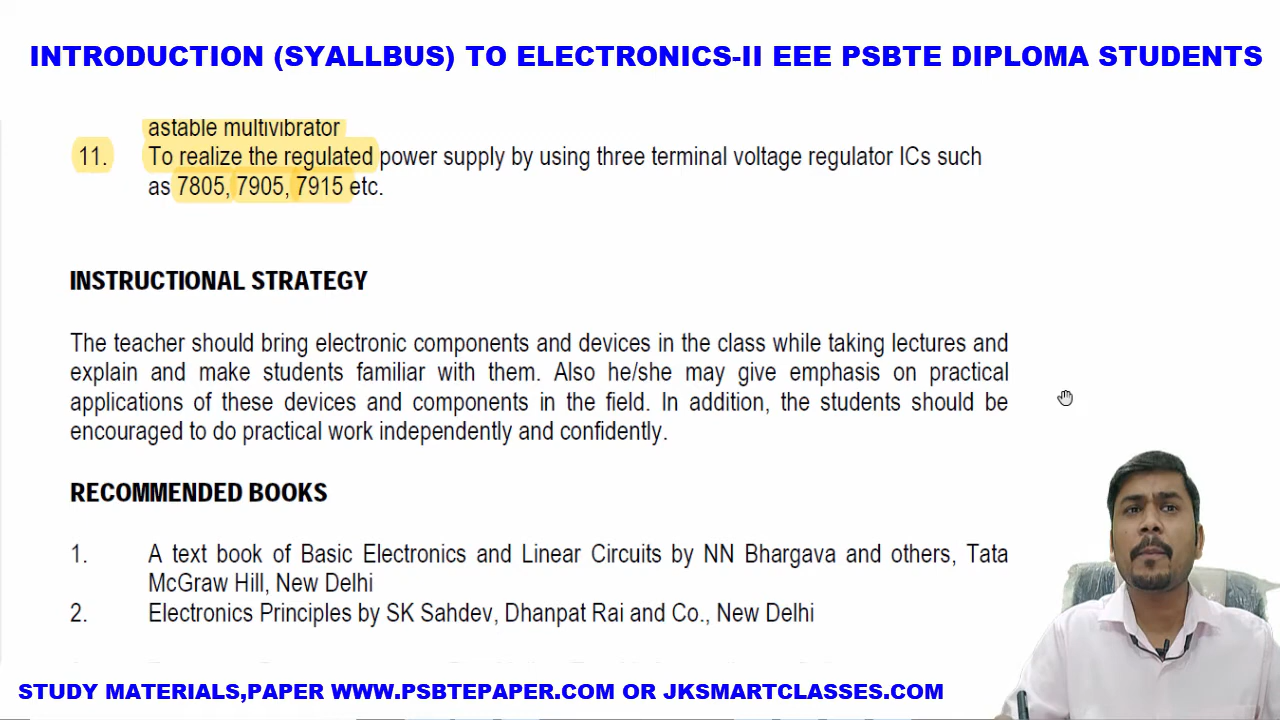 INTRODUCTION (SYALLBUS) TO ELECTRONICS-II EEE PSBTE DIPLOMA STUDENTS
astable multivibrator
11. To realize the regulated power supply by using three terminal voltage regulator ICs such
as 7805, 7905, 7915 etc.
INSTRUCTIONAL STRATEGY
The teacher should bring electronic components and devices in the class while taking lectures and
explain and make students familiar with them. Also he/she may give emphasis on practical
applications of these devices and components in the field. In addition, the students should be
encouraged to do practical work independently and confidently.
RECOMMENDED BOOKS
1. A text book of Basic Electronics and Linear Circuits by NN Bhargava and others, Tata
McGraw Hill, New Delhi
2. Electronics Principles by SK Sahdev, Dhanpat Rai and Co., New Delhi
STUDY MATERIALS,PAPER WWW.PSBTEPAPER.COM OR JKSMARTCLASSES.COM